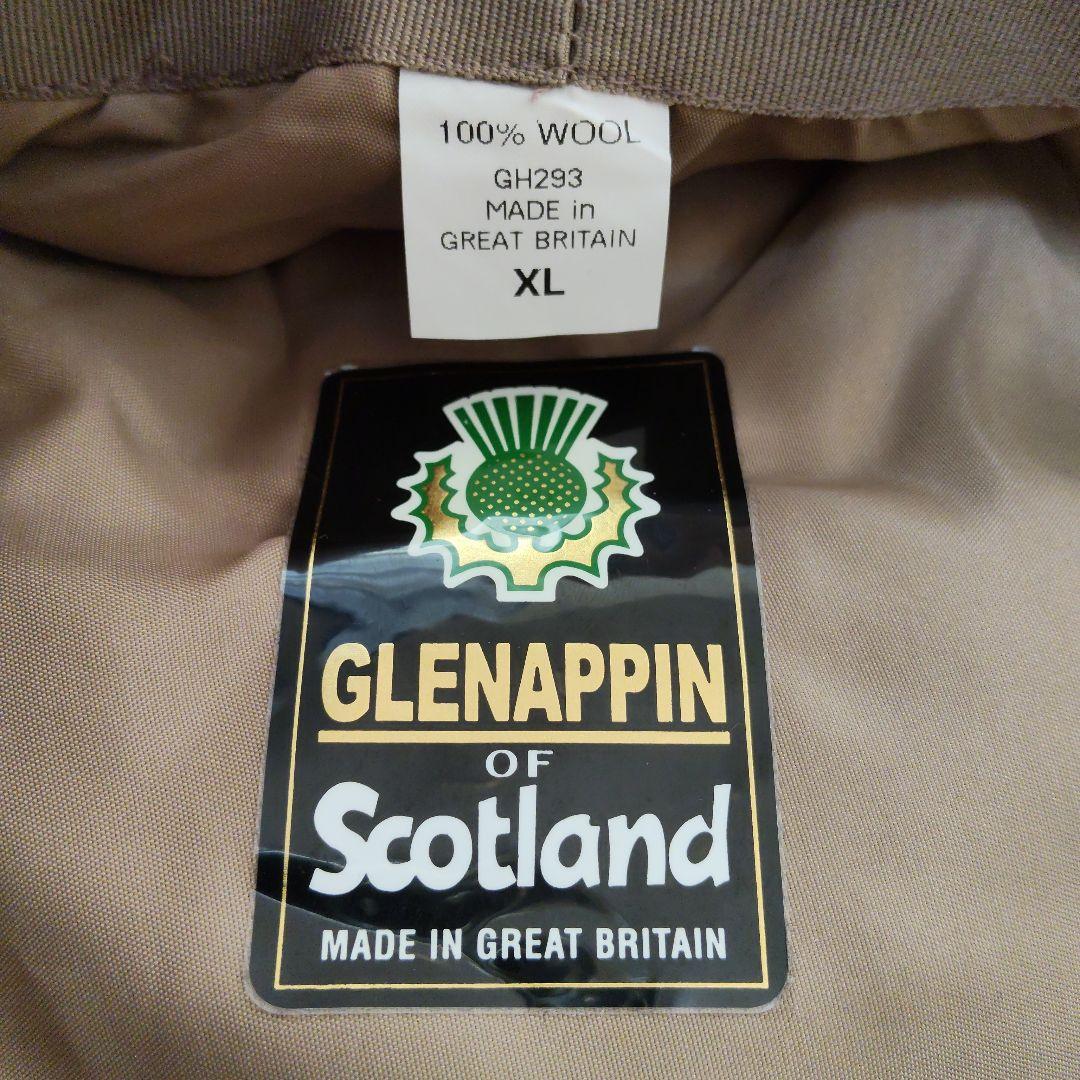 100% WOOL
GH293
MADE in
GREAT BRITAIN
XL
GLENAPPIN
OF
Scotland
MADE IN GREAT BRITAIN